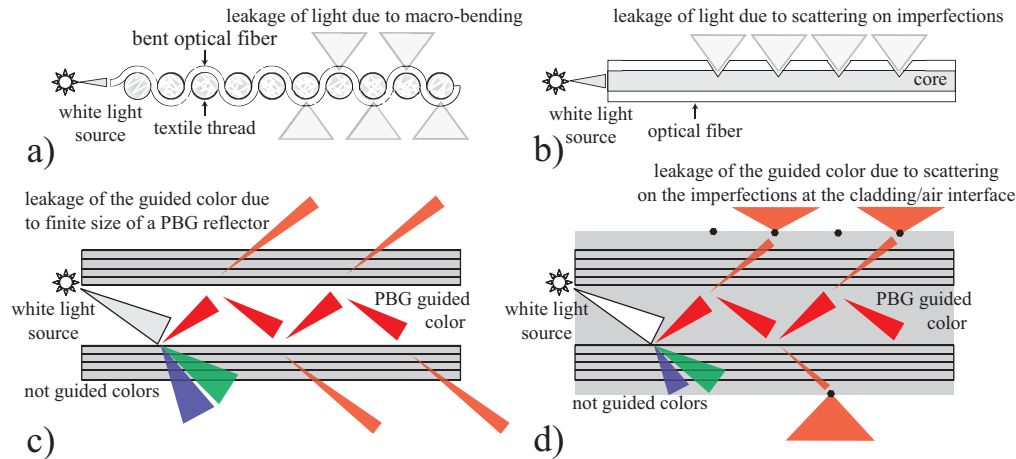 leakage of light due to macro-bending
bent optical fiber
white light
source
textile thread
a)
leakage of light due to scattering on imperfections
core
white light
source
optical fiber
b)
leakage of the guided color due
to finite size of a PBG reflector
white light
source
PBG guided
color
not guided colors
c)
leakage of the guided color due to scattering
on the imperfections at the cladding/air interface
white light
source
PBG guided
color
not guided colors
d)